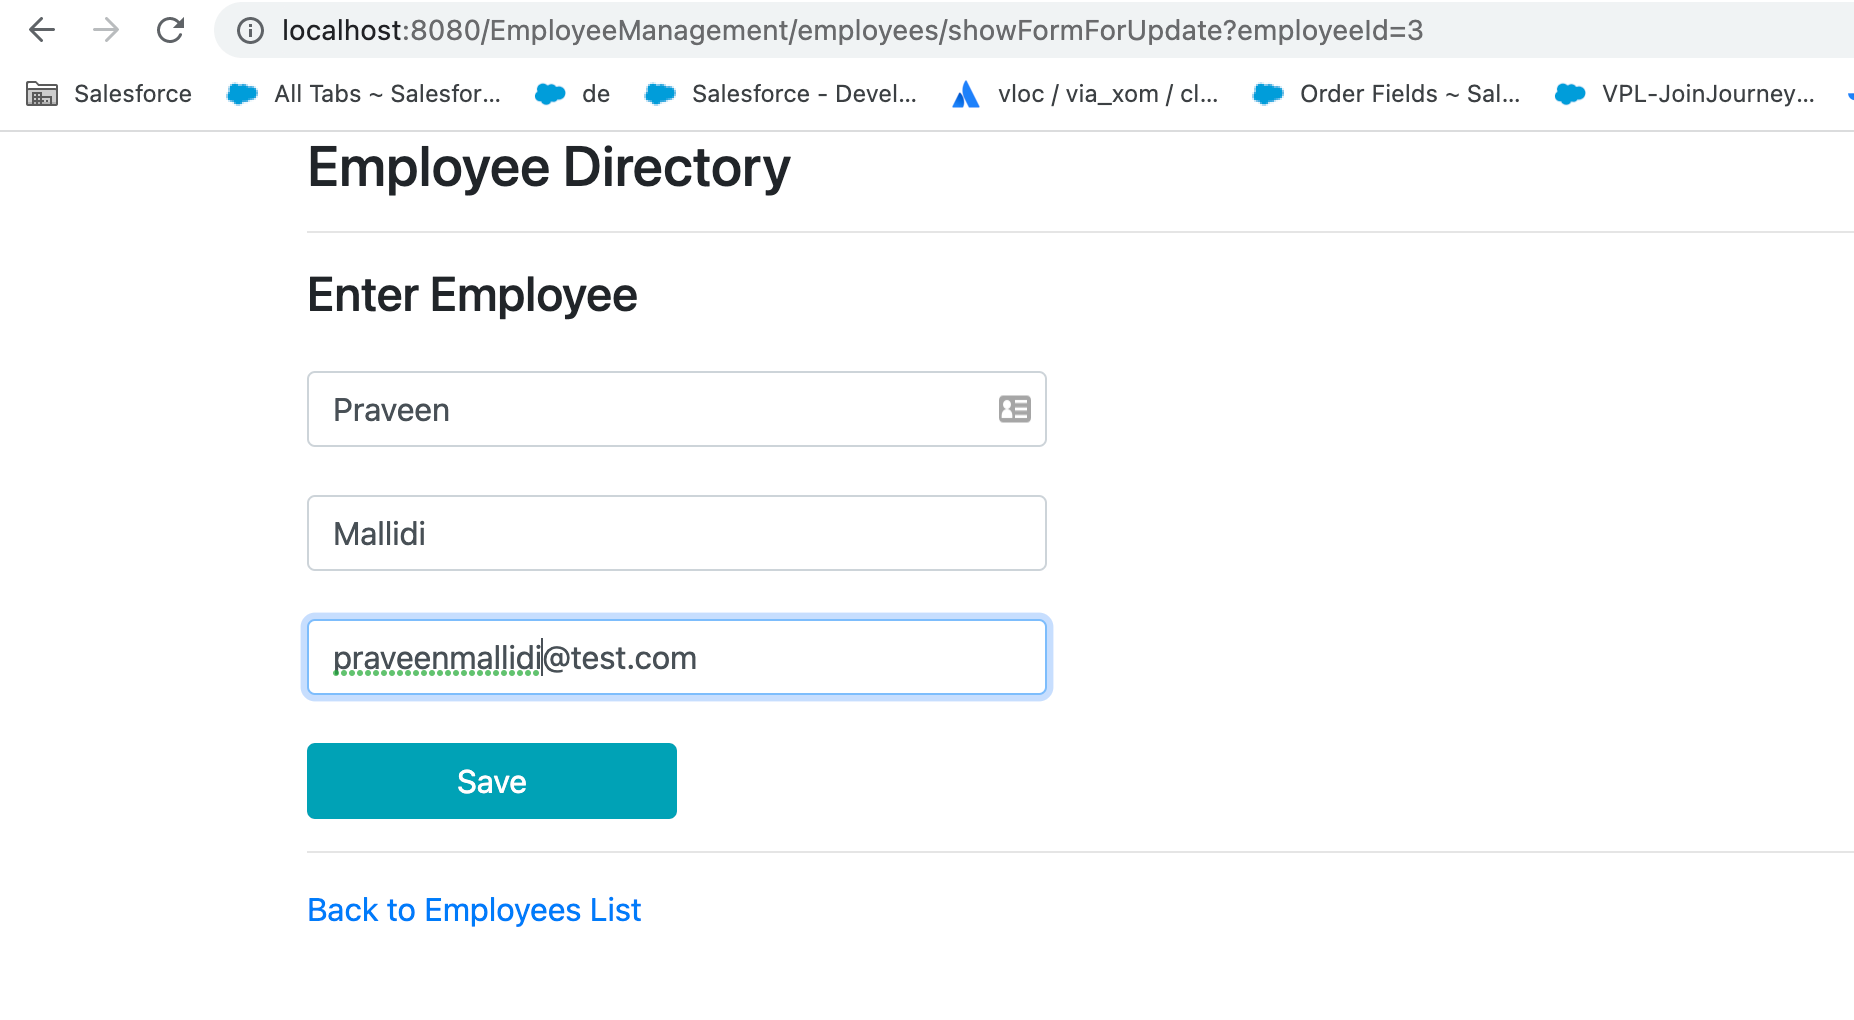 localhost:8080/EmployeeManagement/employees/showFormForUpdate?employeeId=3
Salesforce All Tabs ~ Salesfor... de Salesforce - Devel... vloc / via_xom / cl... Order Fields ~ Sal... VPL-JoinJourney...
Employee Directory
Enter Employee
Praveen
Mallidi
praveenmallidi@test.com
Save
Back to Employees List